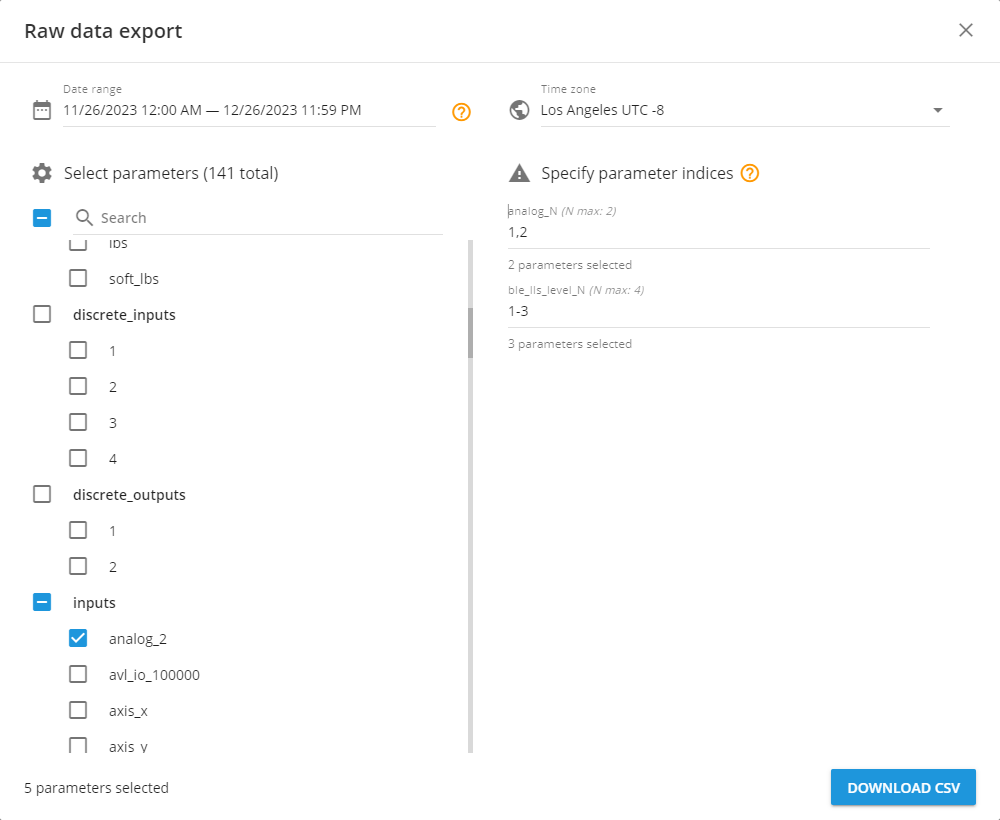 Raw data export
Date range
11/26/2023 12:00 AM — 12/26/2023 11:59 PM
Time zone
Los Angeles UTC -8
Select parameters (141 total)
Search
lbs
soft_lbs
discrete_inputs
1
2
3
4
discrete_outputs
1
2
inputs
analog_2
avl_io_100000
axis_x
axis_y
Specify parameter indices
analog_N (N max: 2)
1,2
2 parameters selected
ble_lls_level_N (N max: 4)
1-3
3 parameters selected
5 parameters selected
DOWNLOAD CSV